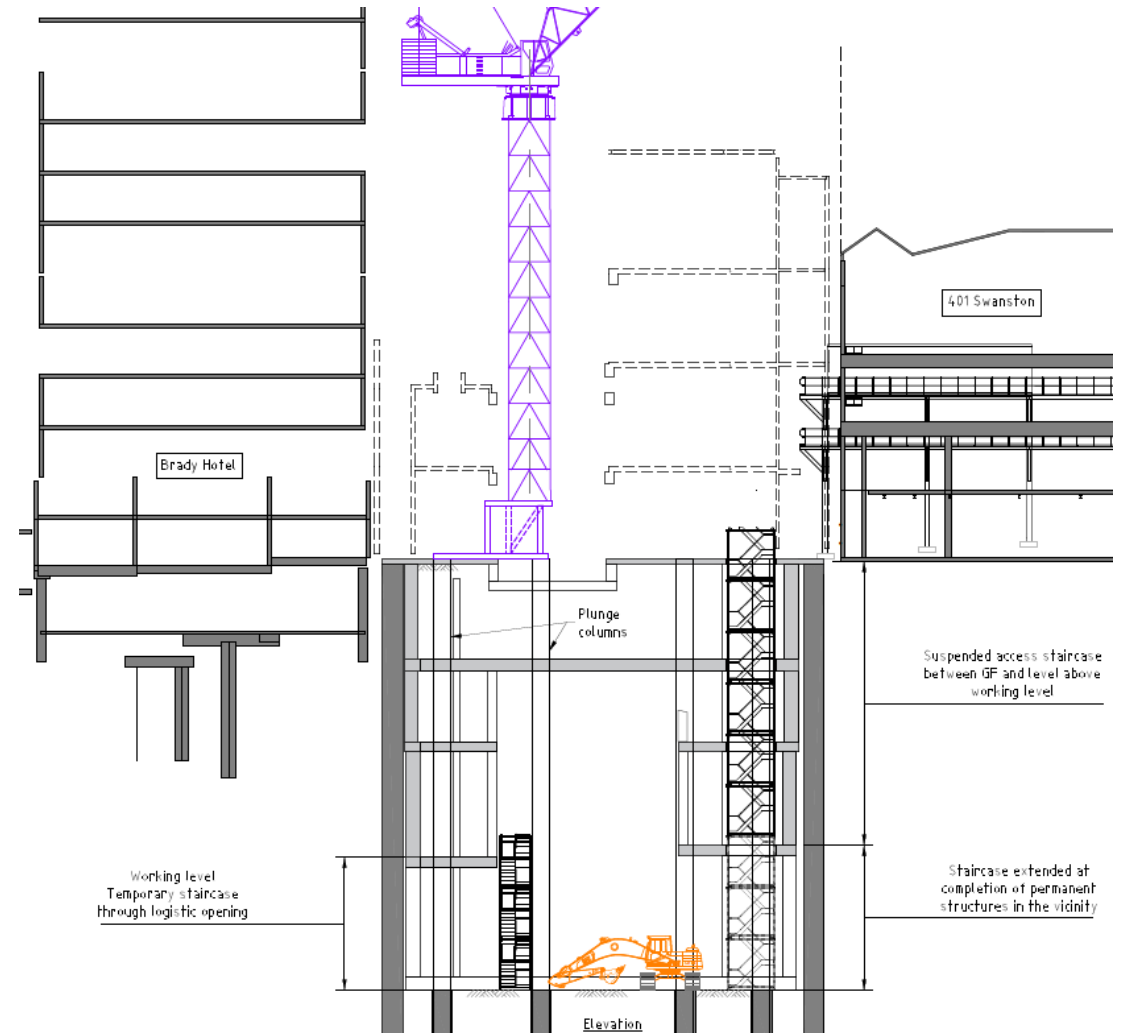 401 Swanston
Brady Hotel
Plunge
columns
Suspended access staircase
between GF and level above
working level
Working level
Temporary staircase
through logistic opening
Staircase extended at
completion of permanent
structures in the vicinity
Elevation